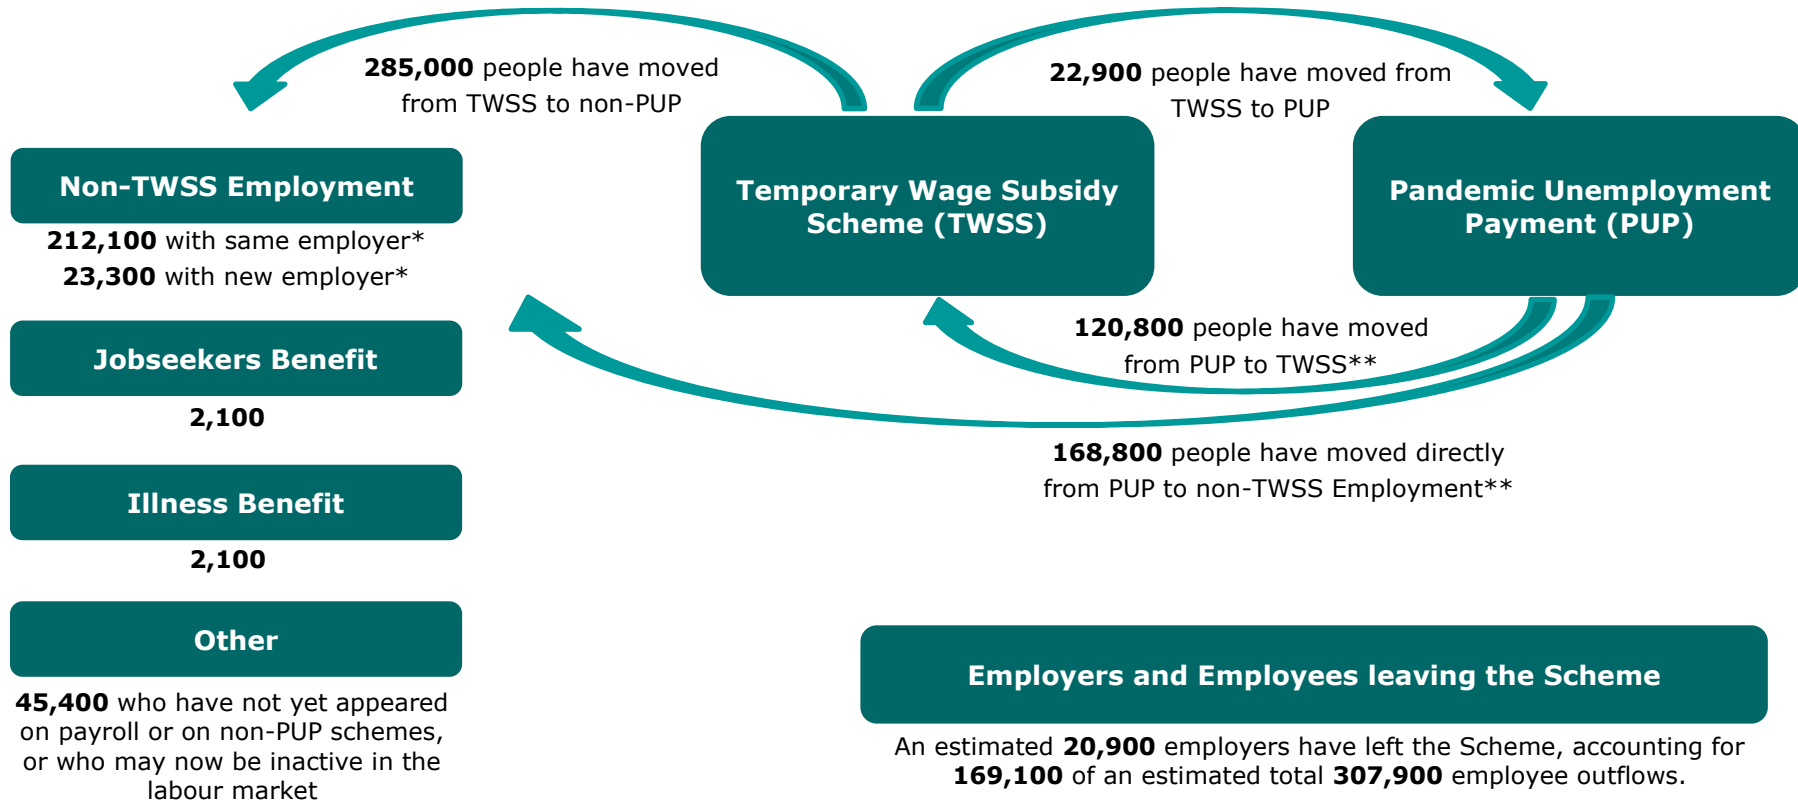 285,000 people have moved
from TWSS to non-PUP
22,900 people have moved from
TWSS to PUP
Non-TWSS Employment
212,100 with same employer*
23,300 with new employer*
Temporary Wage Subsidy
Scheme (TWSS)
Pandemic Unemployment
Payment (PUP)
Jobseekers Benefit
2,100
120,800 people have moved
from PUP to TWSS**
168,800 people have moved directly
from PUP to non-TWSS Employment**
Illness Benefit
2,100
Other
45,400 who have not yet appeared
on payroll or on non-PUP schemes,
or who may now be inactive in the
labour market
Employers and Employees leaving the Scheme
An estimated 20,900 employers have left the Scheme, accounting for
169,100 of an estimated total 307,900 employee outflows.